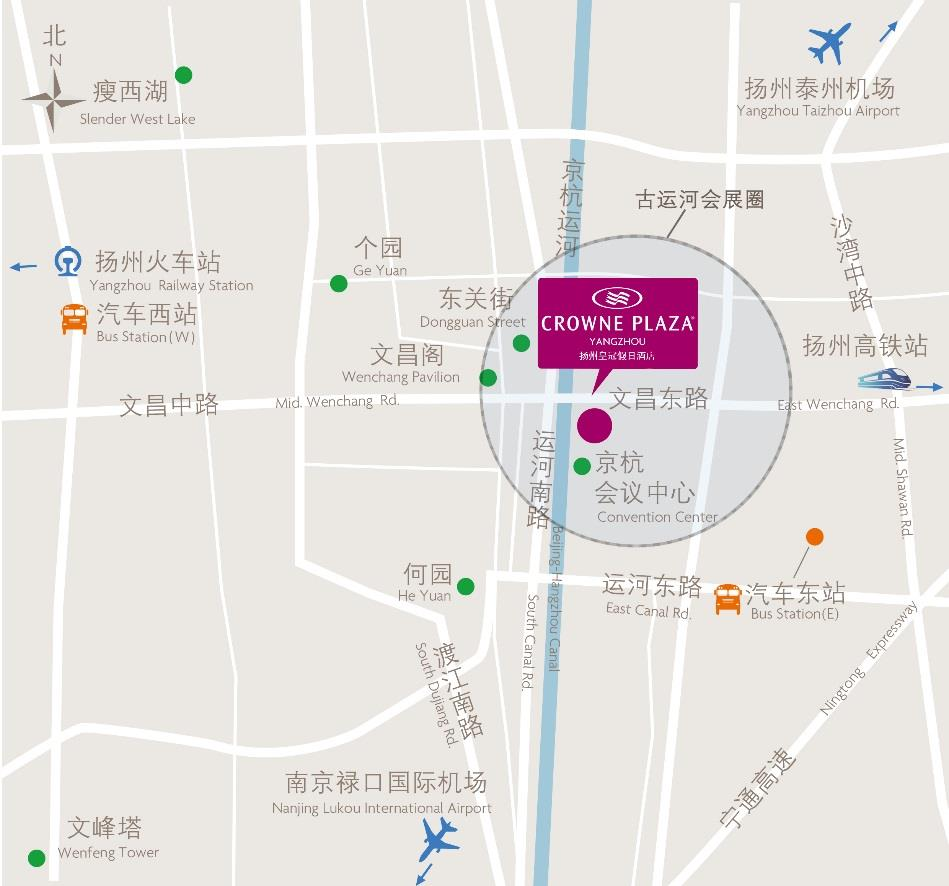 北
N
瘦西湖
Slender West Lake
扬州泰州机场
Yangzhou Taizhou Airport
京杭运河
古运河会展圈
沙湾中路
个园
Ge Yuan
扬州火车站
Yangzhou Railway Station
汽车西站
Bus Station(W)
东关街
Dongguan Street
CROWNE PLAZA®
YANGZHOU
扬州皇冠假日酒店
文昌阁
Wenchang Pavilion
扬州高铁站
文昌中路
Mid. Wenchang Rd.
文昌东路
East Wenchang Rd.
运河南路
京杭
会议中心
Convention Center
Mid. Shawan Rd.
Beijing-Hangzhou Canal
何园
He Yuan
South Canal Rd.
运河东路
East Canal Rd.
汽车东站
Bus Station(E)
渡江南路
South Dujiang Rd.
Ningtong Expressway
宁通高速
南京禄口国际机场
Nanjing Lukou International Airport
文峰塔
Wenfeng Tower